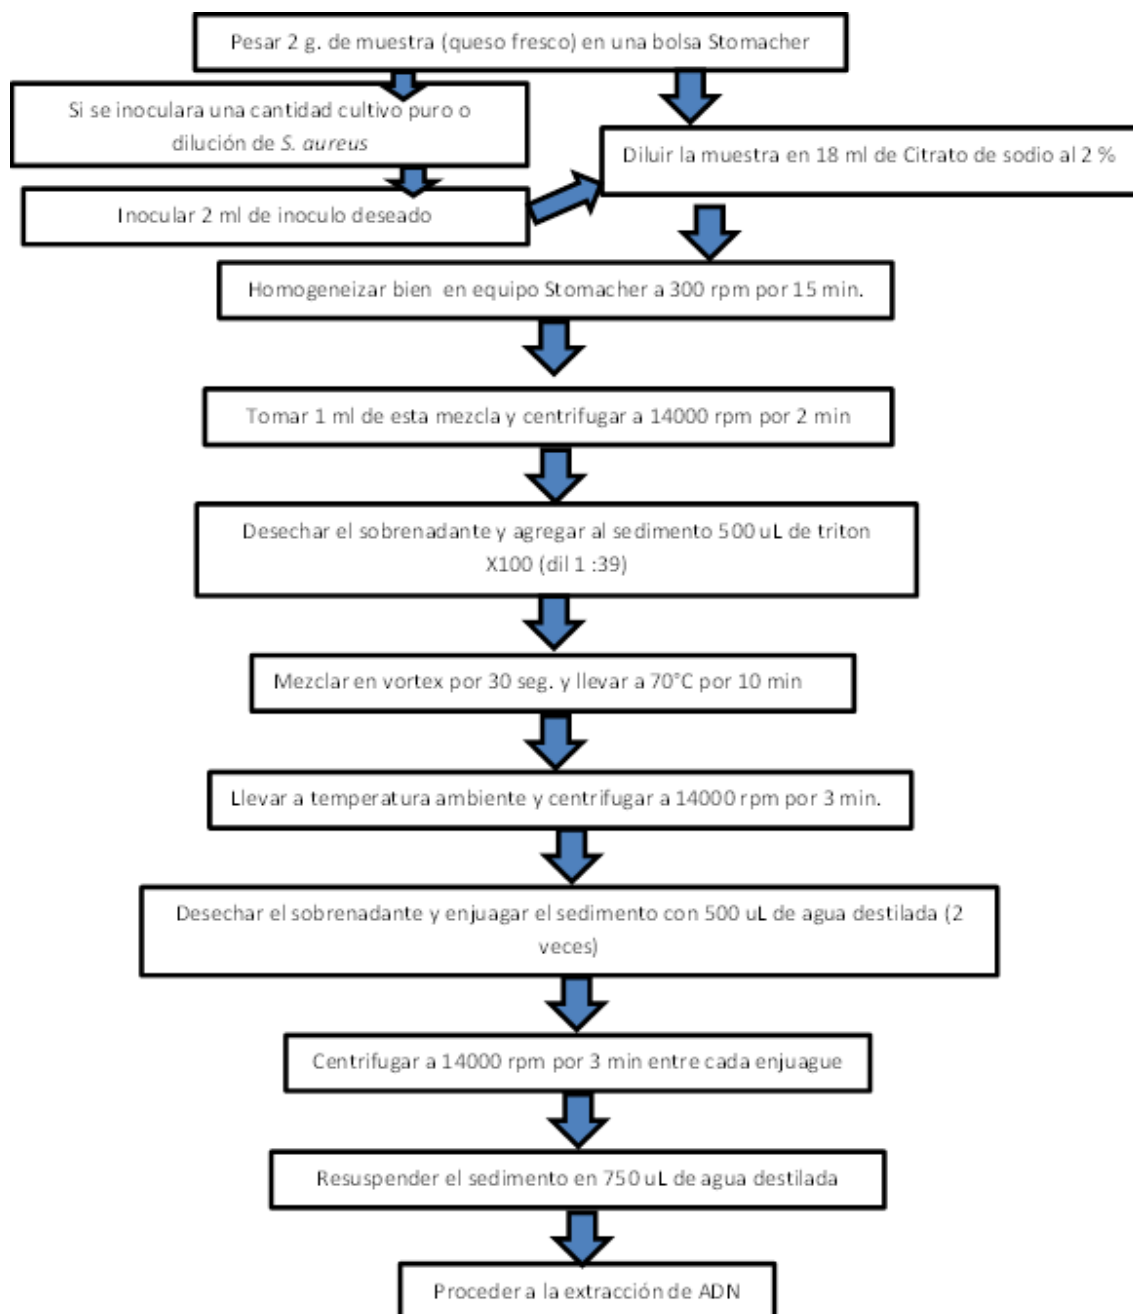 Pesar 2 g. de muestra (queso fresco) en una bolsa Stomacher
Si se inoculara una cantidad cultivo puro o
dilución de S. aureus
Diluir la muestra en 18 ml de Citrato de sodio al 2 %
Inocular 2 ml de inoculo deseado
Homogeneizar bien en equipo Stomacher a 300 rpm por 15 min.
Tomar 1 ml de esta mezcla y centrifugar a 14000 rpm por 2 min
Desechar el sobrenadante y agregar al sedimento 500 uL de triton
X100 (dil 1 :39)
Mezclar en vortex por 30 seg. y llevar a 70°C por 10 min
Llevar a temperatura ambiente y centrifugar a 14000 rpm por 3 min.
Desechar el sobrenadante y enjuagar el sedimento con 500 uL de agua destilada (2
veces)
Centrifugar a 14000 rpm por 3 min entre cada enjuague
Resuspender el sedimento en 750 uL de agua destilada
Proceder a la extracción de ADN